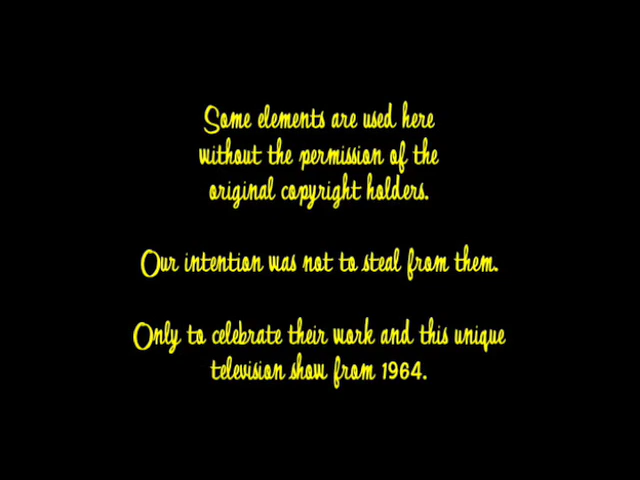 Some elements are used here
without the permission of the
original copyright holders.
Our intention was not to steal from them.
Only to celebrate their work and this unique
television show from 1964.